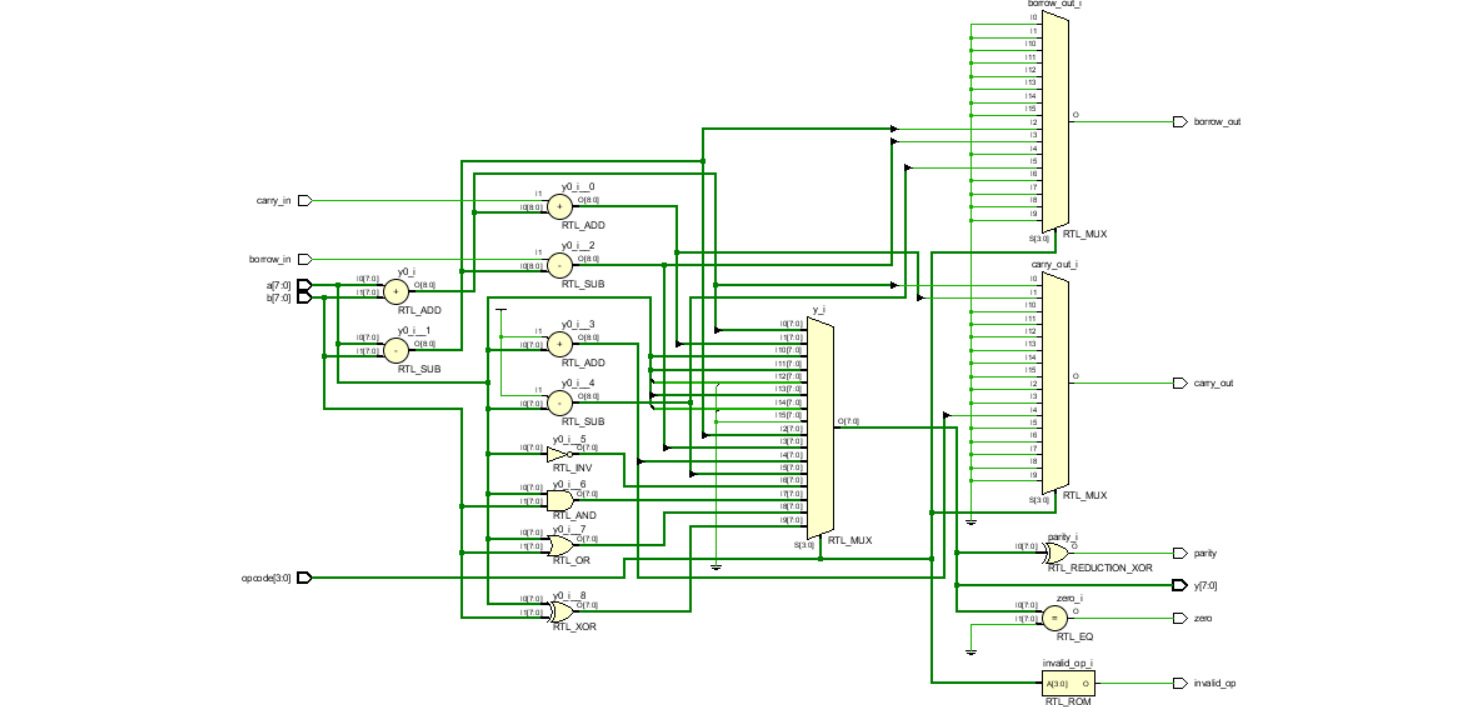 borrow_out_i
I0
I1
I10
I11
I12
I13
I14
I15
I2
I3
I4
I5
I6
I7
I8
I9
S[3:0]
O
RTL_MUX
borrow_out
carry_in
borrow_in
a[7:0]
b[7:0]
opcode[3:0]
y0_i
I0[7:0]
I1[7:0]
O[8:0]
RTL_ADD
y0_i__1
I0[7:0]
I1[7:0]
O[8:0]
RTL_SUB
y0_i__0
I1
I0[8:0]
O[8:0]
RTL_ADD
y0_i__2
I1
I0[8:0]
O[8:0]
RTL_SUB
y0_i__3
I1
I0[7:0]
O[8:0]
RTL_ADD
y0_i__4
I1
I0[7:0]
O[8:0]
RTL_SUB
y0_i__5
I0[7:0]
O[7:0]
RTL_INV
y0_i__6
I0[7:0]
I1[7:0]
O[7:0]
RTL_AND
y0_i__7
I0[7:0]
I1[7:0]
O[7:0]
RTL_OR
y0_i__8
I0[7:0]
I1[7:0]
O[7:0]
RTL_XOR
y_i
I0[7:0]
I1[7:0]
I10[7:0]
I11[7:0]
I12[7:0]
I13[7:0]
I14[7:0]
I15[7:0]
I2[7:0]
I3[7:0]
I4[7:0]
I5[7:0]
I6[7:0]
I7[7:0]
I8[7:0]
I9[7:0]
S[3:0]
O[7:0]
RTL_MUX
carry_out_i
I0
I1
I10
I11
I12
I13
I14
I15
I2
I3
I4
I5
I6
I7
I8
I9
S[3:0]
O
RTL_MUX
carry_out
parity_i
I0[7:0]
O
RTL_REDUCTION_XOR
parity
y[7:0]
zero_i
I0[7:0]
I1[7:0]
O
RTL_EQ
zero
invalid_op_i
A[3:0]
O
RTL_ROM
invalid_op